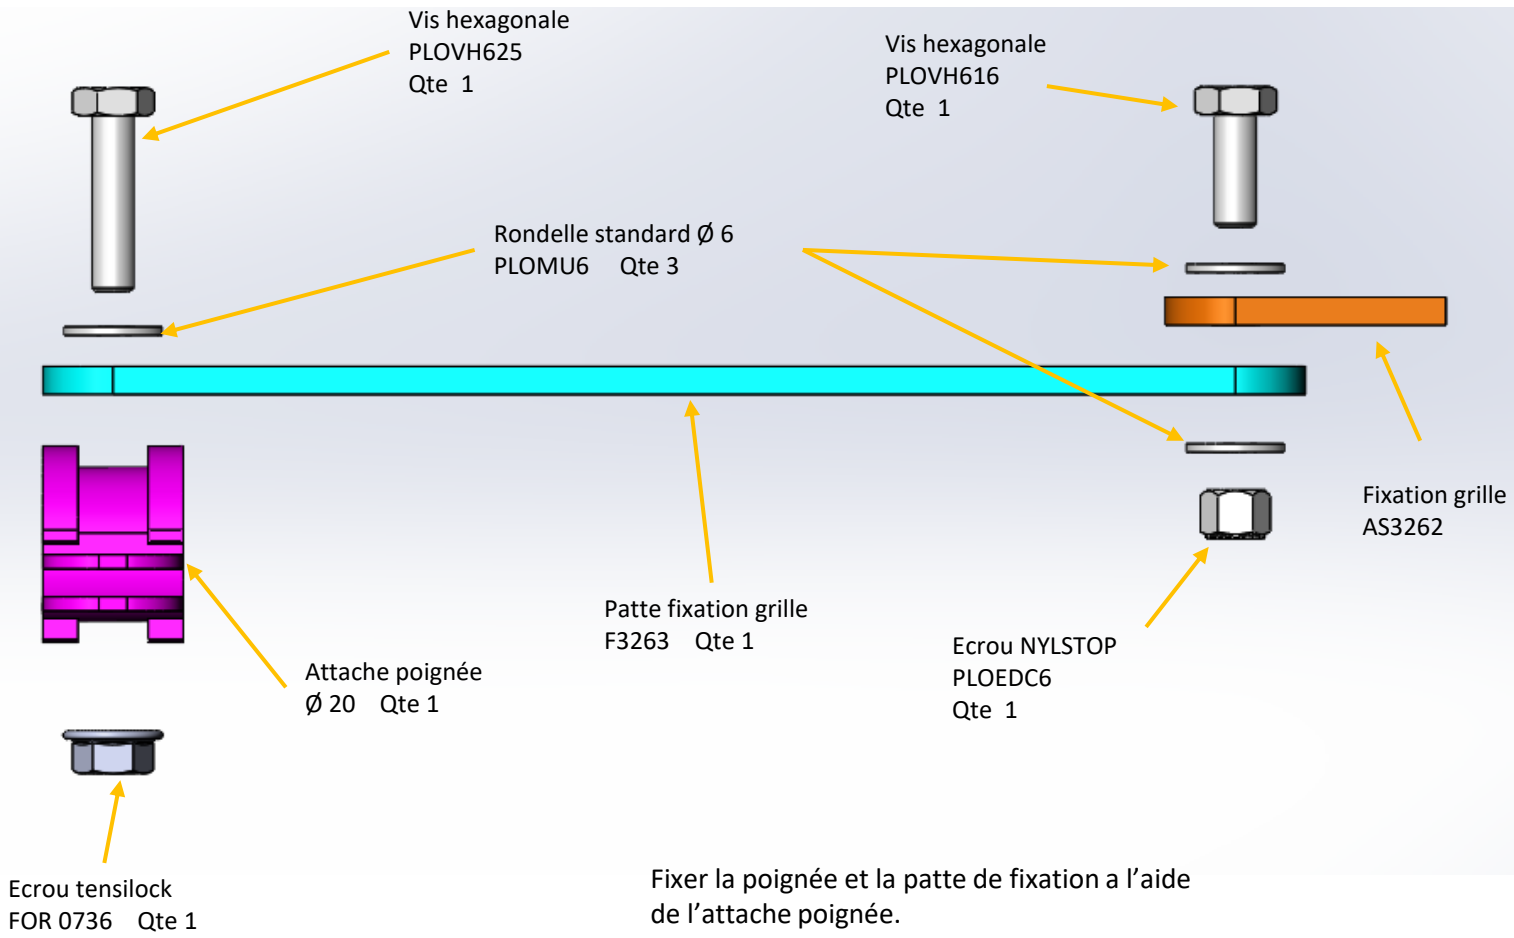 Vis hexagonale
PLOVH625
Qte 1
Vis hexagonale
PLOVH616
Qte 1
Rondelle standard Ø 6
PLOMU6 Qte 3
Fixation grille
AS3262
Patte fixation grille
F3263 Qte 1
Ecrou NYLSTOP
PLOEDC6
Qte 1
Attache poignée
Ø 20 Qte 1
Ecrou tensilock
FOR 0736 Qte 1
Fixer la poignée et la patte de fixation a l’aide
de l’attache poignée.